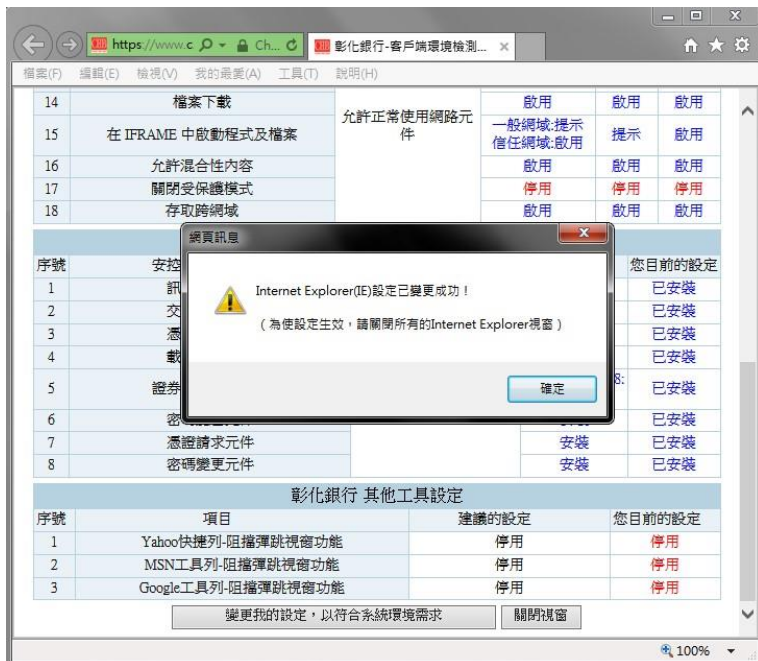 https://www.c
Ch...
彰化銀行-客戶端環境檢測...
檔案(F) 編輯(E) 檢視(V) 我的最愛(A) 工具(T) 說明(H)
14 檔案下載 允許正常使用網路元件 啟用 啟用 啟用
15 在 IFRAME 中啟動程式及檔案 一般網域:提示 信任網域:啟用 提示 啟用
16 允許混合性內容 啟用 啟用 啟用
17 關閉受保護模式 停用 停用 停用
18 存取跨網域 啟用 啟用 啟用
網頁訊息
Internet Explorer(IE)設定已變更成功！
（為使設定生效，請關閉所有的Internet Explorer視窗）
確定
序號 安控 您目前的設定
1 已安裝
2 交 已安裝
3 憑 已安裝
4 載 已安裝
5 證券 8: 已安裝
6 密 已安裝
7 憑證請求元件 安裝 已安裝
8 密碼變更元件 安裝 已安裝
彰化銀行 其他工具設定
序號 項目 建議的設定 您目前的設定
1 Yahoo快捷列-阻擋彈跳視窗功能 停用 停用
2 MSN工具列-阻擋彈跳視窗功能 停用 停用
3 Google工具列-阻擋彈跳視窗功能 停用 停用
變更我的設定，以符合系統環境需求 關閉視窗
100%